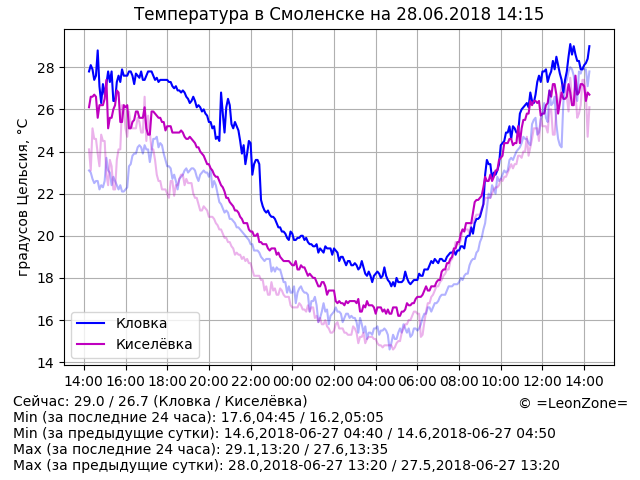 Температура в Смоленске на 28.06.2018 14:15
градусов Цельсия, °C
28
26
24
22
20
18
16
14
Кловка
Киселёвка
14:00 16:00 18:00 20:00 22:00 00:00 02:00 04:00 06:00 08:00 10:00 12:00 14:00
Сейчас: 29.0 / 26.7 (Кловка / Киселёвка)
© =LeonZone=
Min (за последние 24 часа): 17.6,04:45 / 16.2,05:05
Min (за предыдущие сутки): 14.6,2018-06-27 04:40 / 14.6,2018-06-27 04:50
Max (за последние 24 часа): 29.1,13:20 / 27.6,13:35
Max (за предыдущие сутки): 28.0,2018-06-27 13:20 / 27.5,2018-06-27 13:20